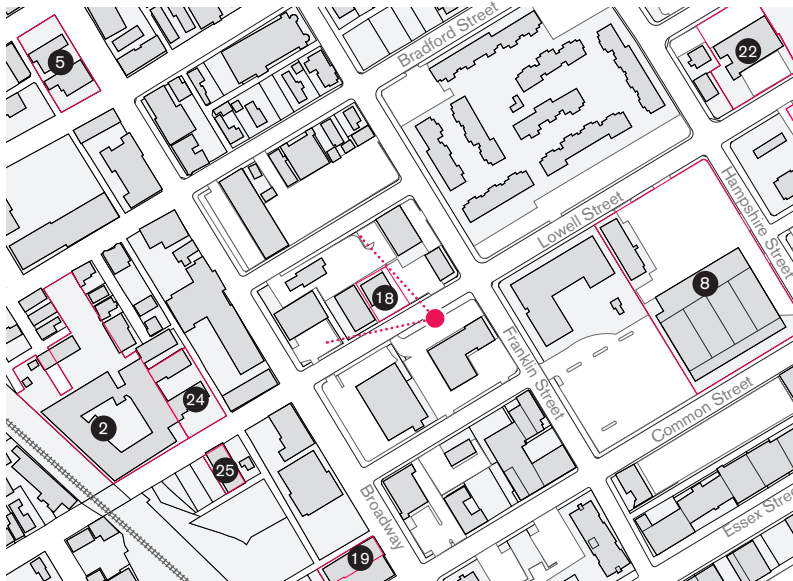 Bradford Street
5
22
Lowell Street
Hampshire Street
8
18
Franklin Street
24
2
Common Street
25
Broadway
Essex Street
19